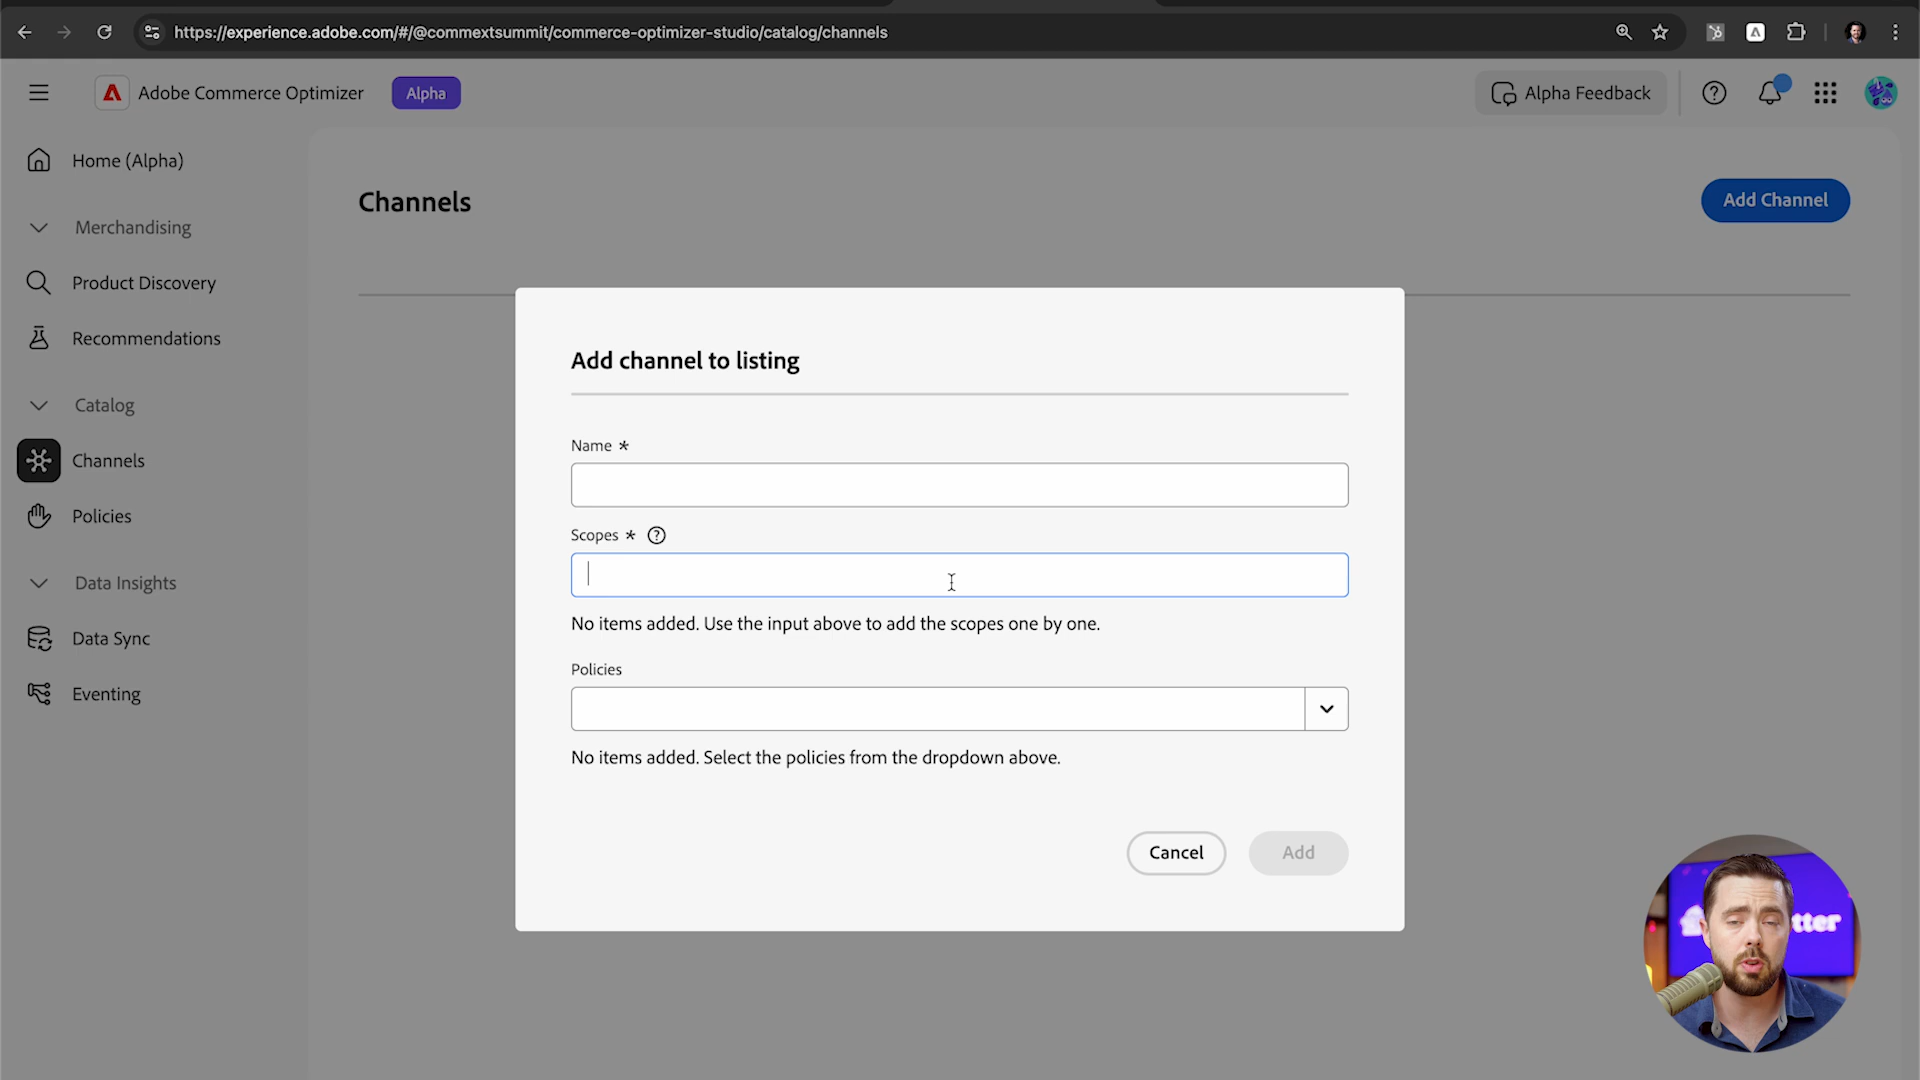 https://experience.adobe.com/#/@commextsummit/commerce-optimizer-studio/catalog/channels
Adobe Commerce Optimizer
Alpha
Alpha Feedback
Home (Alpha)
Merchandising
Product Discovery
Recommendations
Catalog
Channels
Policies
Data Insights
Data Sync
Eventing
Channels
Add Channel
Add channel to listing
Name *
Scopes *
No items added. Use the input above to add the scopes one by one.
Policies
No items added. Select the policies from the dropdown above.
Cancel
Add
tter